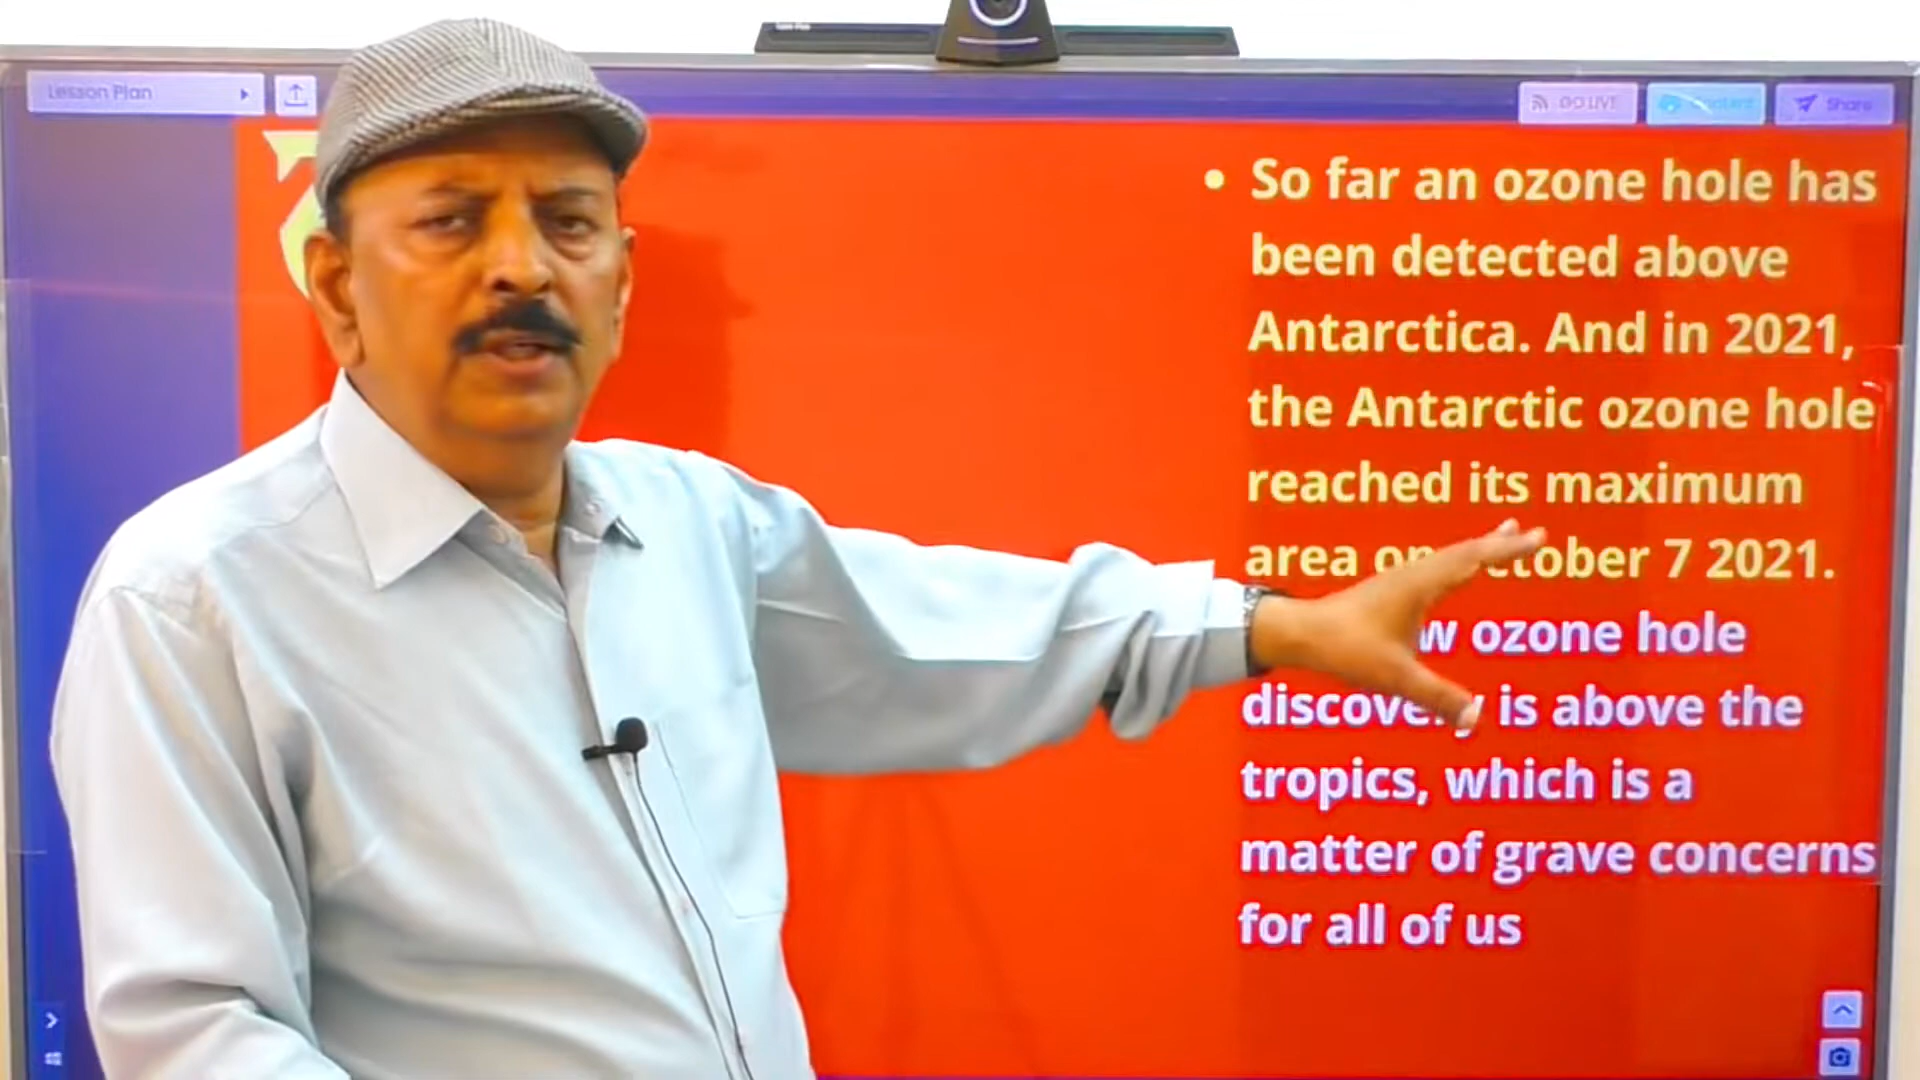 Lesson Plan
GO LIVE
Content
Share
• So far an ozone hole has
been detected above
Antarctica. And in 2021,
the Antarctic ozone hole
reached its maximum
area 7 2021.
ozone hole
is above the
tropics, which is a
matter of grave concerns
for all of us